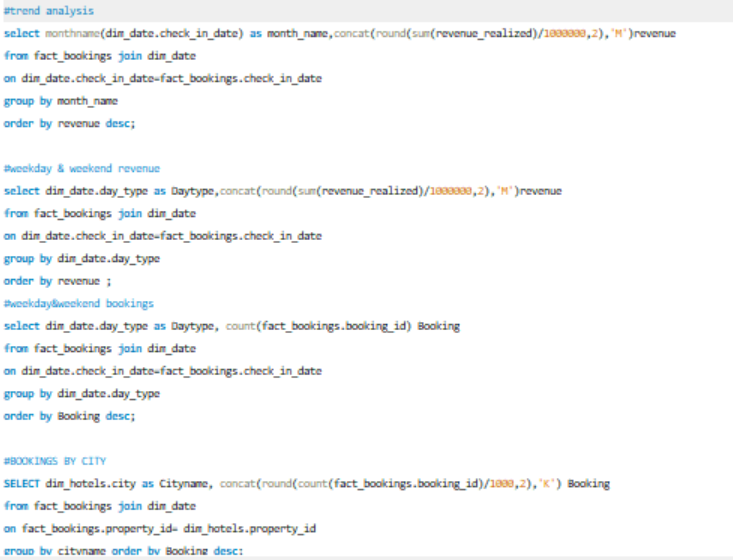 #trend analysis
select monthname(dim_date.check_in_date) as month_name,concat(round(sum(revenue_realized)/1000000,2),'M')revenue
from fact_bookings join dim_date
on dim_date.check_in_date=fact_bookings.check_in_date
group by month_name
order by revenue desc;
#weekday & weekend revenue
select dim_date.day_type as Daytype,concat(round(sum(revenue_realized)/1000000,2),'M')revenue
from fact_bookings join dim_date
on dim_date.check_in_date=fact_bookings.check_in_date
group by dim_date.day_type
order by revenue ;
#weekday&weekend bookings
select dim_date.day_type as Daytype, count(fact_bookings.booking_id) Booking
from fact_bookings join dim_date
on dim_date.check_in_date=fact_bookings.check_in_date
group by dim_date.day_type
order by Booking desc;
#BOOKINGS BY CITY
SELECT dim_hotels.city as Cityname, concat(round(count(fact_bookings.booking_id)/1000,2),'K') Booking
from fact_bookings join dim_date
on fact_bookings.property_id= dim_hotels.property_id
group by cityname order by Booking desc;